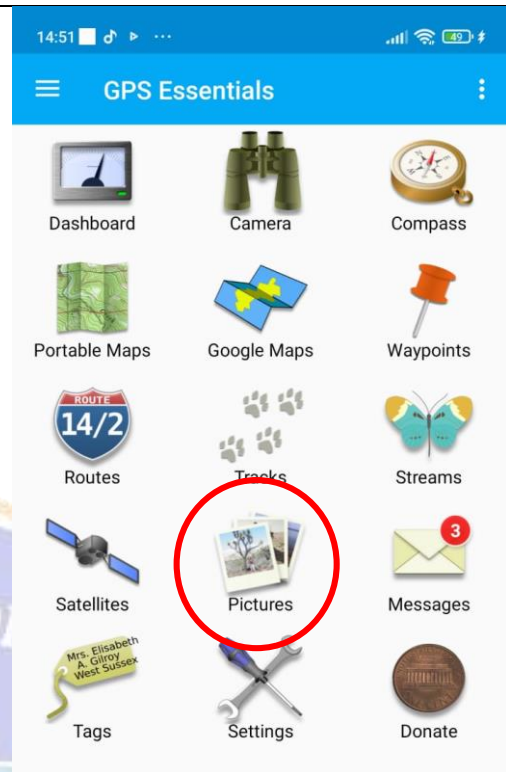 14:51 ... 49
GPS Essentials
Dashboard Camera Compass
Portable Maps Google Maps Waypoints
ROUTE
14/2
Routes Tracks Streams
3
Satellites Pictures Messages
Mrs. Elisabeth
A. Gilroy
West Sussex
Tags Settings Donate